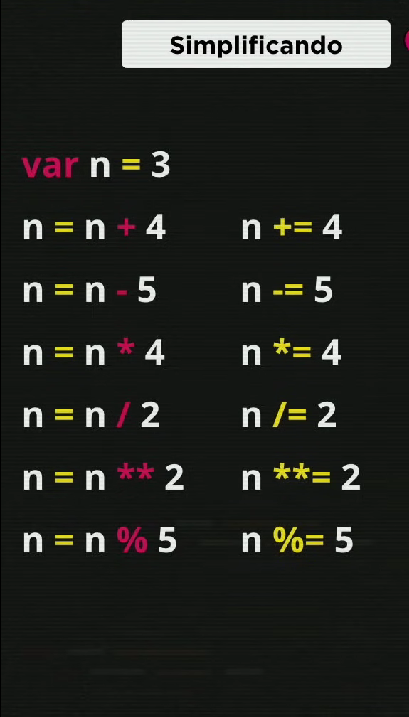 Simplificando
var n = 3
n = n + 4 n += 4
n = n - 5 n -= 5
n = n * 4 n *= 4
n = n / 2 n /= 2
n = n ** 2 n **= 2
n = n % 5 n %= 5